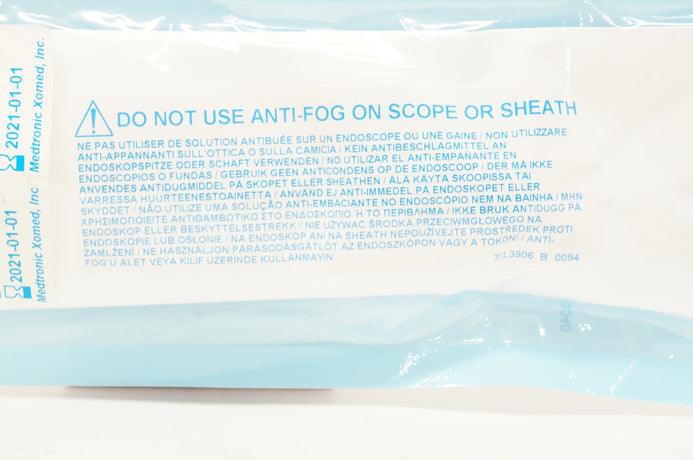 DO NOT USE ANTI-FOG ON SCOPE OR SHEATH
NE PAS UTILISER DE SOLUTION ANTIBUÉE SUR UN ENDOSCOPE OU UNE GAINE / NON UTILIZZARE
ANTI-APPANNANTI SULL'OTTICA O SULLA CAMICIA / KEIN ANTIBESCHLAGMITTEL AN
ENDOSKOPSPITZE ODER SCHAFT VERWENDEN / NO UTILIZAR EL ANTI-EMPAÑANTE EN
ENDOSCOPIOS O FUNDAS / GEBRUIK GEEN ANTICONDENS OP DE ENDOSCOOP / DER MÅ IKKE
ANVENDES ANTIDUGMIDDEL PÅ SKOPET ELLER SHEATHEN / ÄLÄ KÄYTÄ SKOOPISSA TAI
VARRESSA HUURTEENESTOAINETTA / ANVÄND EJ ANTI-IMMEDEL PÅ ENDOSKOPET ELLER
SKYDDET / NÃO UTILIZE UMA SOLUÇÃO ANTI-EMBACIANTE NO ENDOSCÓPIO NEM NA BAINHA / ΜΗΝ
ΧΡΗΣΙΜΟΠΟΙΕΙΤΕ ΑΝΤΙΘΑΜΒΩΤΙΚΟ ΣΤΟ ΕΝΔΟΣΚΟΠΙΟ Ή ΤΟ ΠΕΡΙΒΛΗΜΑ / IKKE BRUK ANTIDUGG PÅ
ENDOSKOP ELLER BESKYTTELSESTREKK / NIE UŻYWAĆ ŚRODKA PRZECIWMGŁOWEGO NA
ENDOSKOPIE LUB OSŁONIE / NA ENDOSKOP ANI NA SHEATH NEPOUŽÍVEJTE PROSTŘEDEK PROTI
ZAMLŽENÍ / NE HASZNÁLJON PÁRÁSODÁSGÁTLÓT AZ ENDOSZKÓPON VAGY A TOKON! / ANTI-
FOG'U ALET VEYA KILIF ÜZERİNDE KULLANMAYIN
L3906 B 0094
2021-01-01
Medtronic Xomed, Inc.
2021-01-01
Medtronic Xomed, Inc